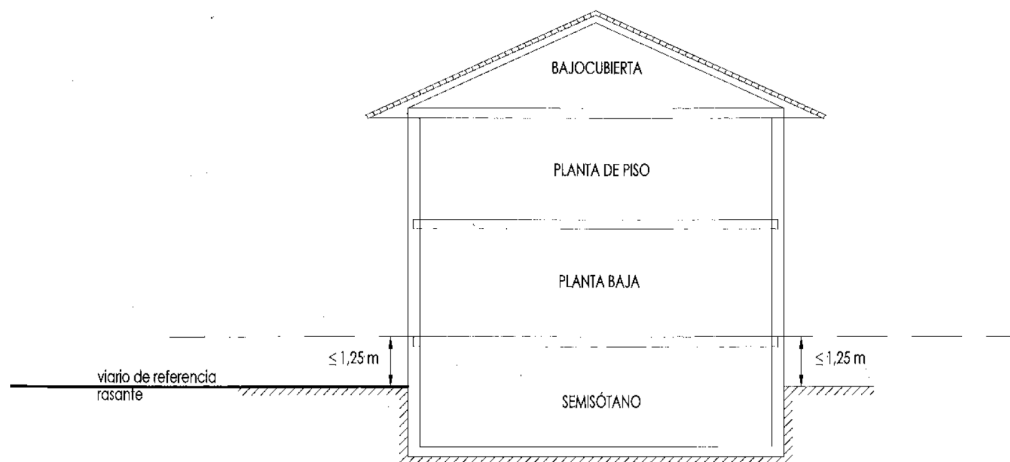 BAJOCUBIERTA
PLANTA DE PISO
PLANTA BAJA
≤ 1,25 m
≤ 1,25 m
viario de referencia
rasante
SEMISÓTANO